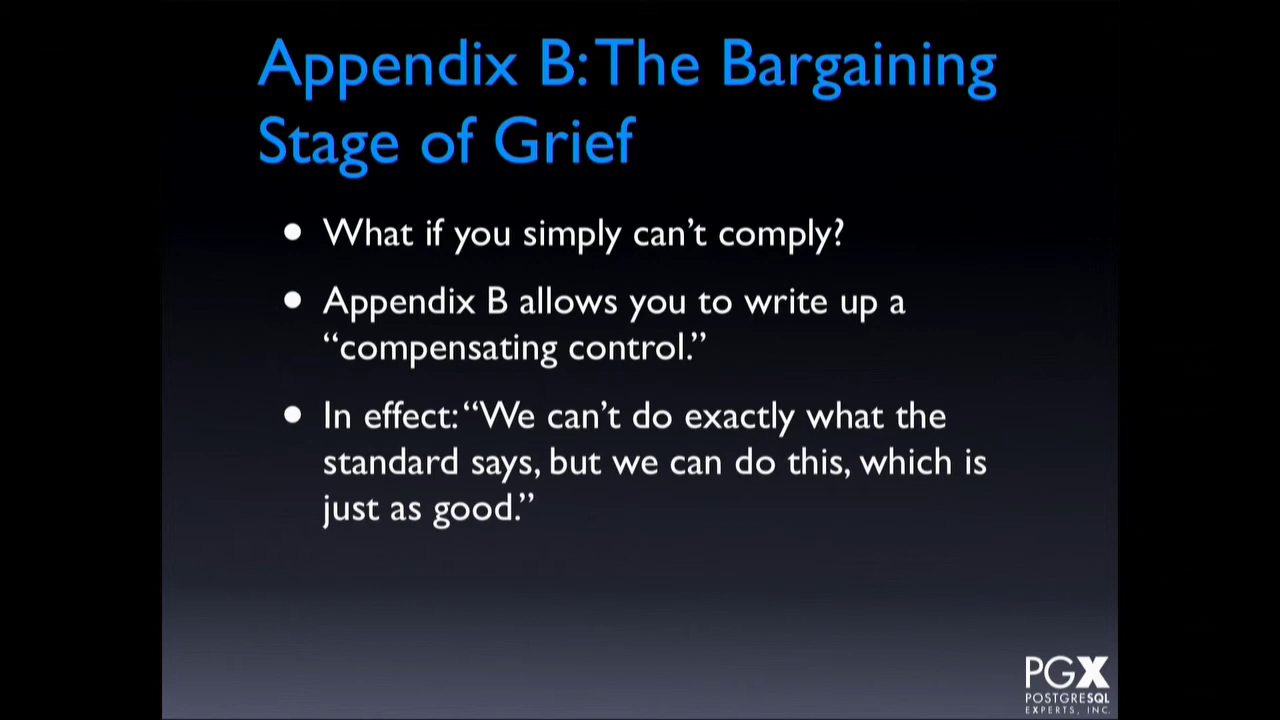 Appendix B: The Bargaining
Stage of Grief
• What if you simply can’t comply?
• Appendix B allows you to write up a
“compensating control.”
• In effect: “We can’t do exactly what the
standard says, but we can do this, which is
just as good.”
PGX
POSTGRESQL
EXPERTS, INC.